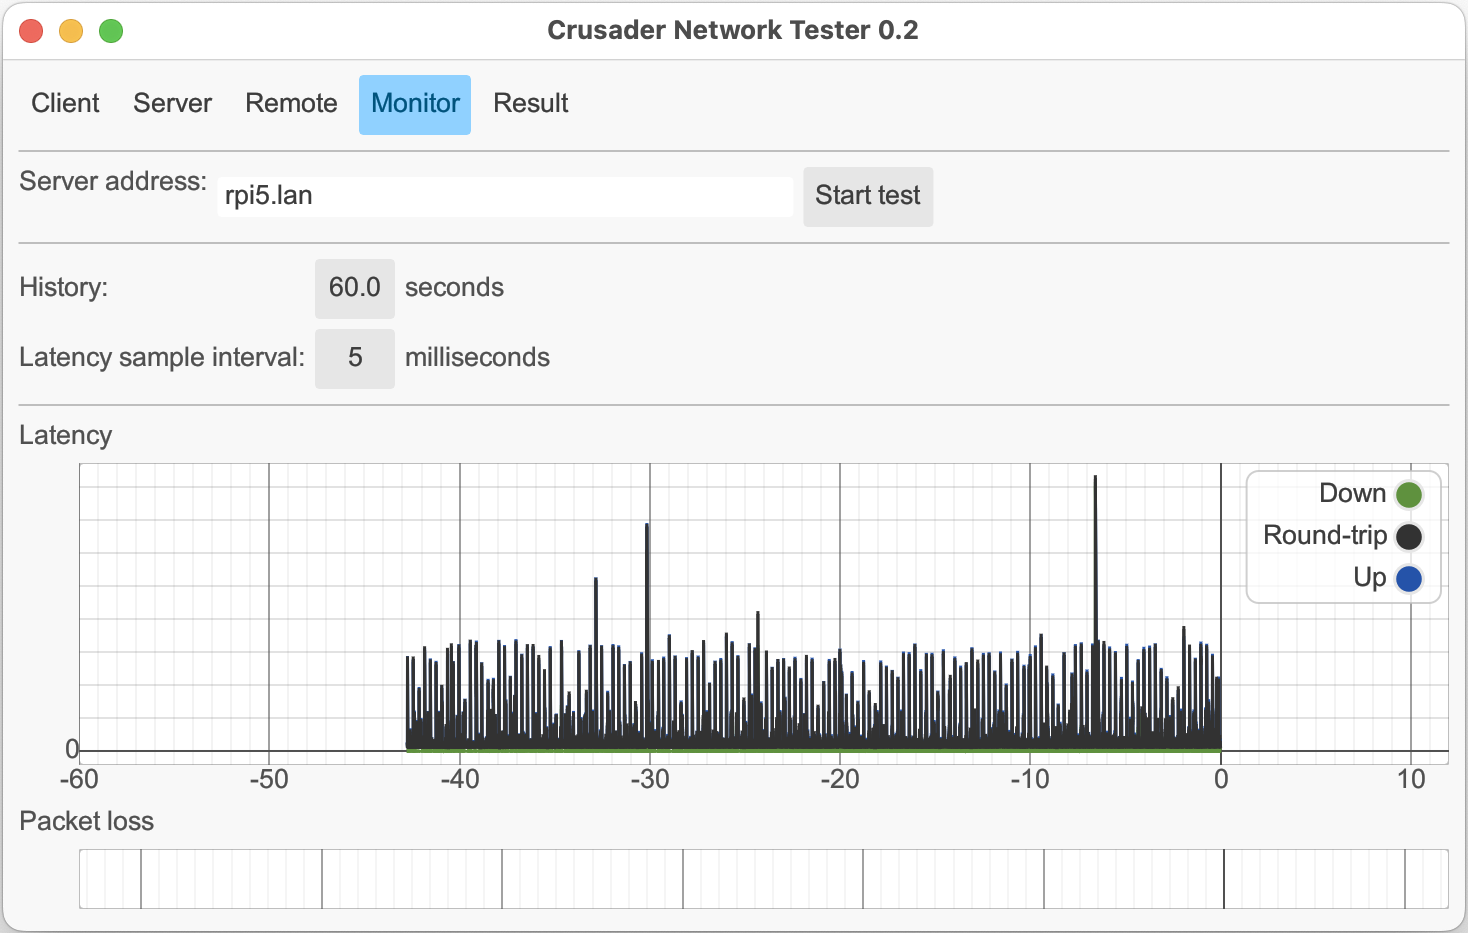 Crusader Network Tester 0.2
Client Server Remote Monitor Result
Server address: rpi5.lan Start test
History: 60.0 seconds
Latency sample interval: 5 milliseconds
Latency
Down
Round-trip
Up
0
-60 -50 -40 -30 -20 -10 0 10
Packet loss